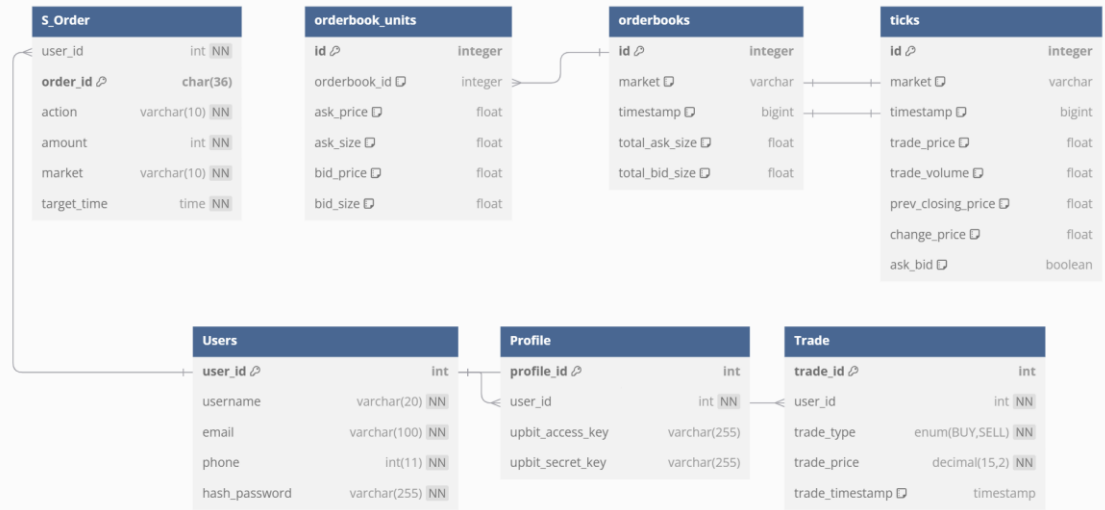 S_Order
user_id int NN
order_id char(36)
action varchar(10) NN
amount int NN
market varchar(10) NN
target_time time NN
orderbook_units
id integer
orderbook_id integer
ask_price float
ask_size float
bid_price float
bid_size float
orderbooks
id integer
market varchar
timestamp bigint
total_ask_size float
total_bid_size float
ticks
id integer
market varchar
timestamp bigint
trade_price float
trade_volume float
prev_closing_price float
change_price float
ask_bid boolean
Users
user_id int
username varchar(20) NN
email varchar(100) NN
phone int(11) NN
hash_password varchar(255) NN
Profile
profile_id int
user_id int NN
upbit_access_key varchar(255)
upbit_secret_key varchar(255)
Trade
trade_id int
user_id int NN
trade_type enum(BUY,SELL) NN
trade_price decimal(15,2) NN
trade_timestamp timestamp